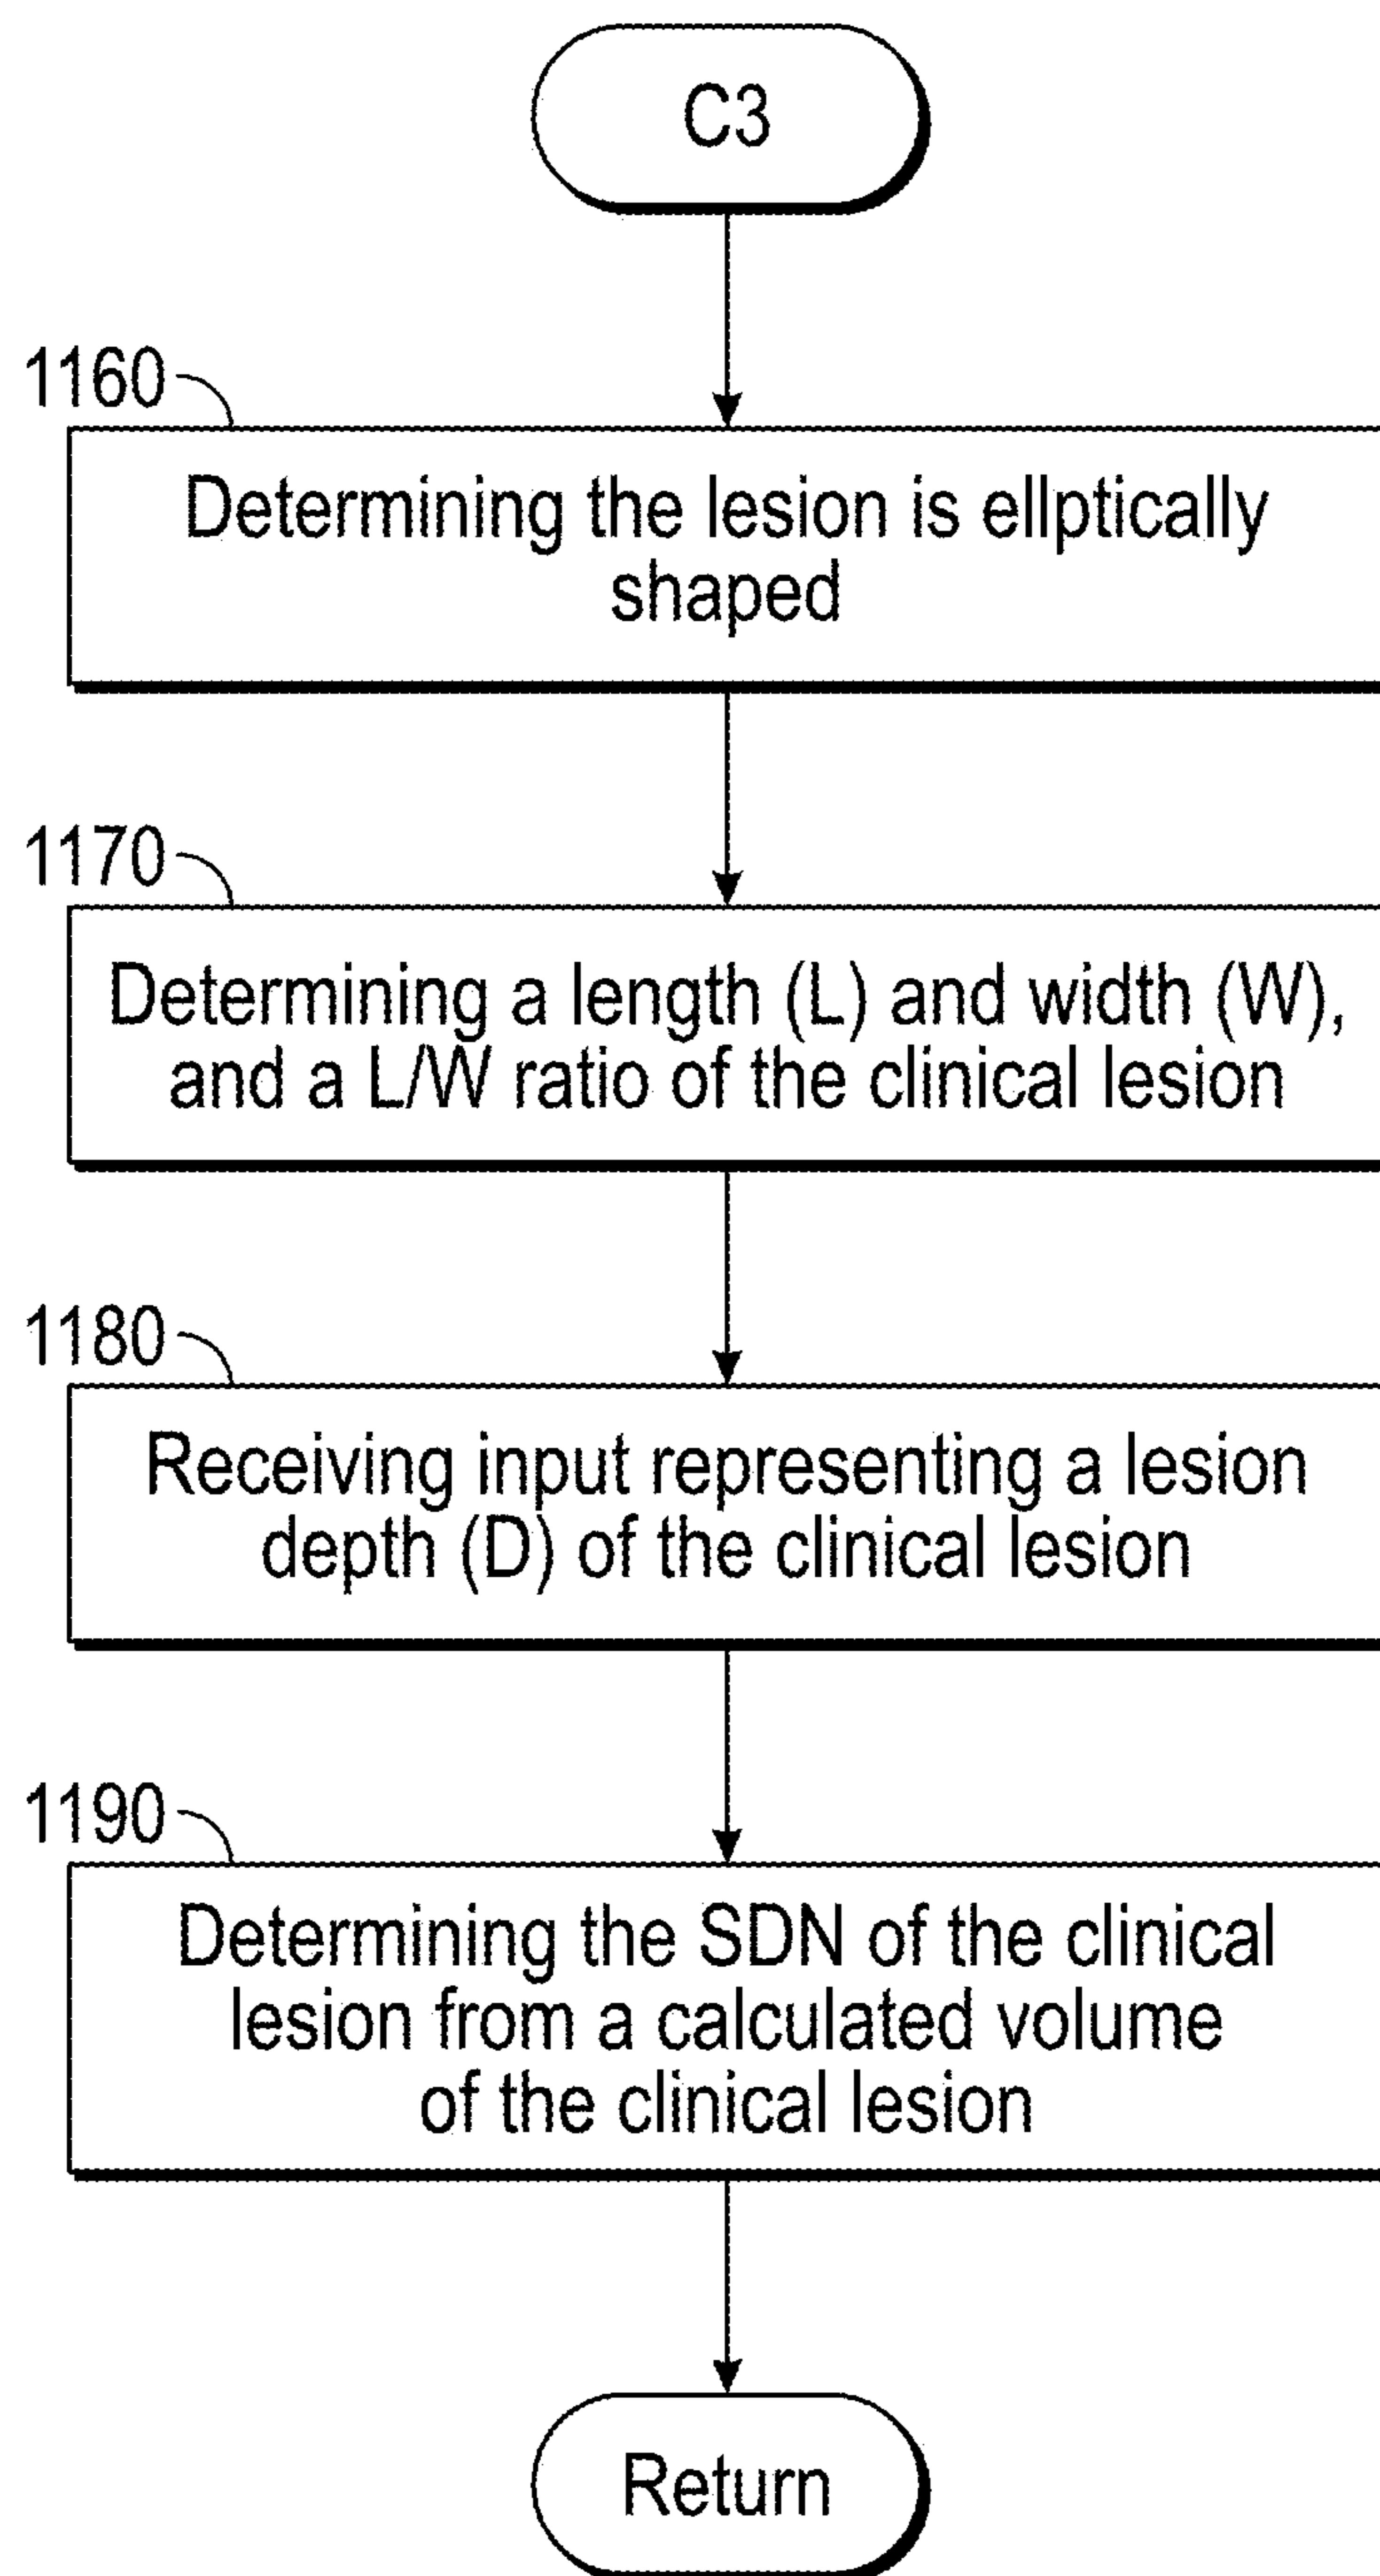 C3
1160
Determining the lesion is ellptically
shaped
1170
Determining a length (L) and width (W),
and a L/W ratio of the clinical lesion
1180
Receiving input representing a lesion
depth (D) of the clinical lesion
1190
Determining the SDN of the clinical
lesion from a calculated volume
of the clinical lesion
Return